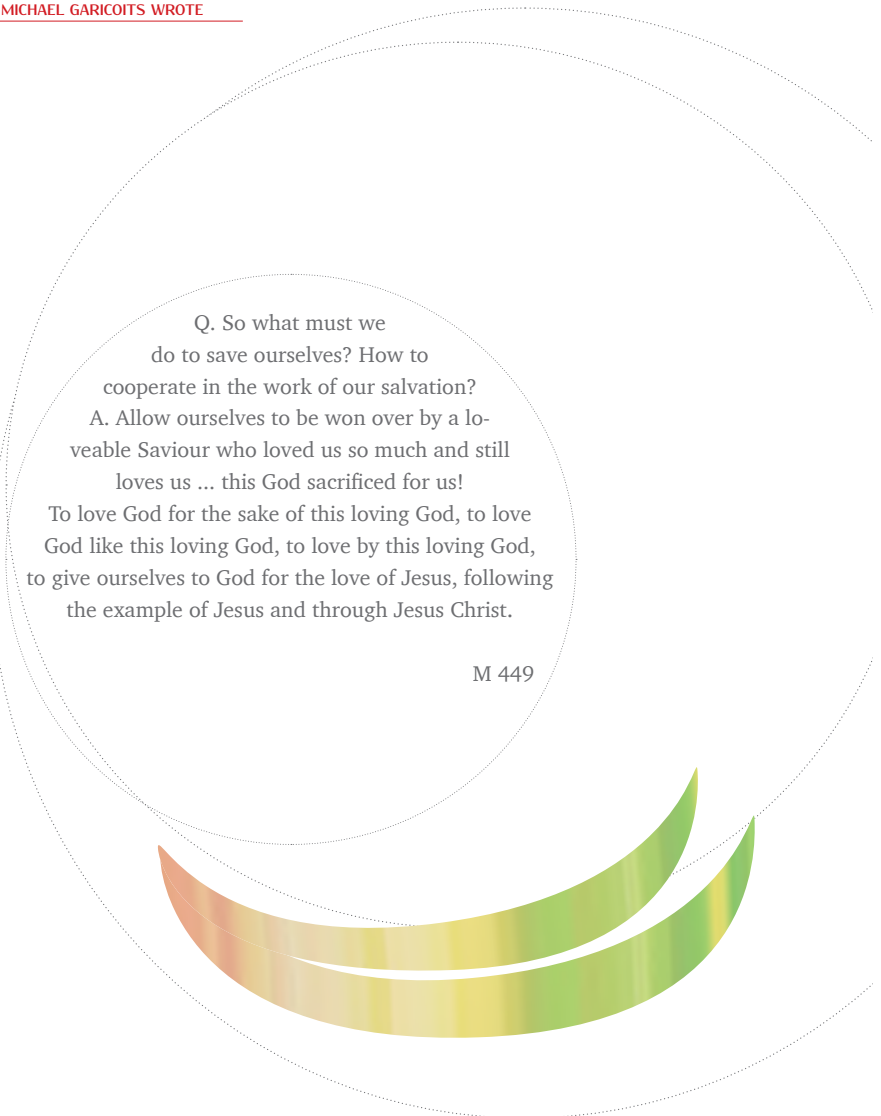 MICHAEL GARICOITS WROTE
Q. So what must we
do to save ourselves? How to
cooperate in the work of our salvation?
A. Allow ourselves to be won over by a lo-
veable Saviour who loved us so much and still
loves us ... this God sacrificed for us!
To love God for the sake of this loving God, to love
God like this loving God, to love by this loving God,
to give ourselves to God for the love of Jesus, following
the example of Jesus and through Jesus Christ.
M 449